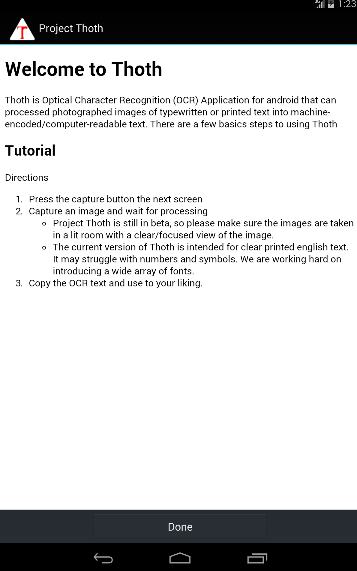 3G 1:23
T Project Thoth
Welcome to Thoth
Thoth is Optical Character Recognition (OCR) Application for android that can
processed photographed images of typewritten or printed text into machine-
encoded/computer-readable text. There are a few basics steps to using Thoth
Tutorial
Directions
1. Press the capture button the next screen
2. Capture an image and wait for processing
Project Thoth is still in beta, so please make sure the images are taken
in a lit room with a clear/focused view of the image.
The current version of Thoth is intended for clear printed english text.
It may struggle with numbers and symbols. We are working hard on
introducing a wide array of fonts.
3. Copy the OCR text and use to your liking.
Done